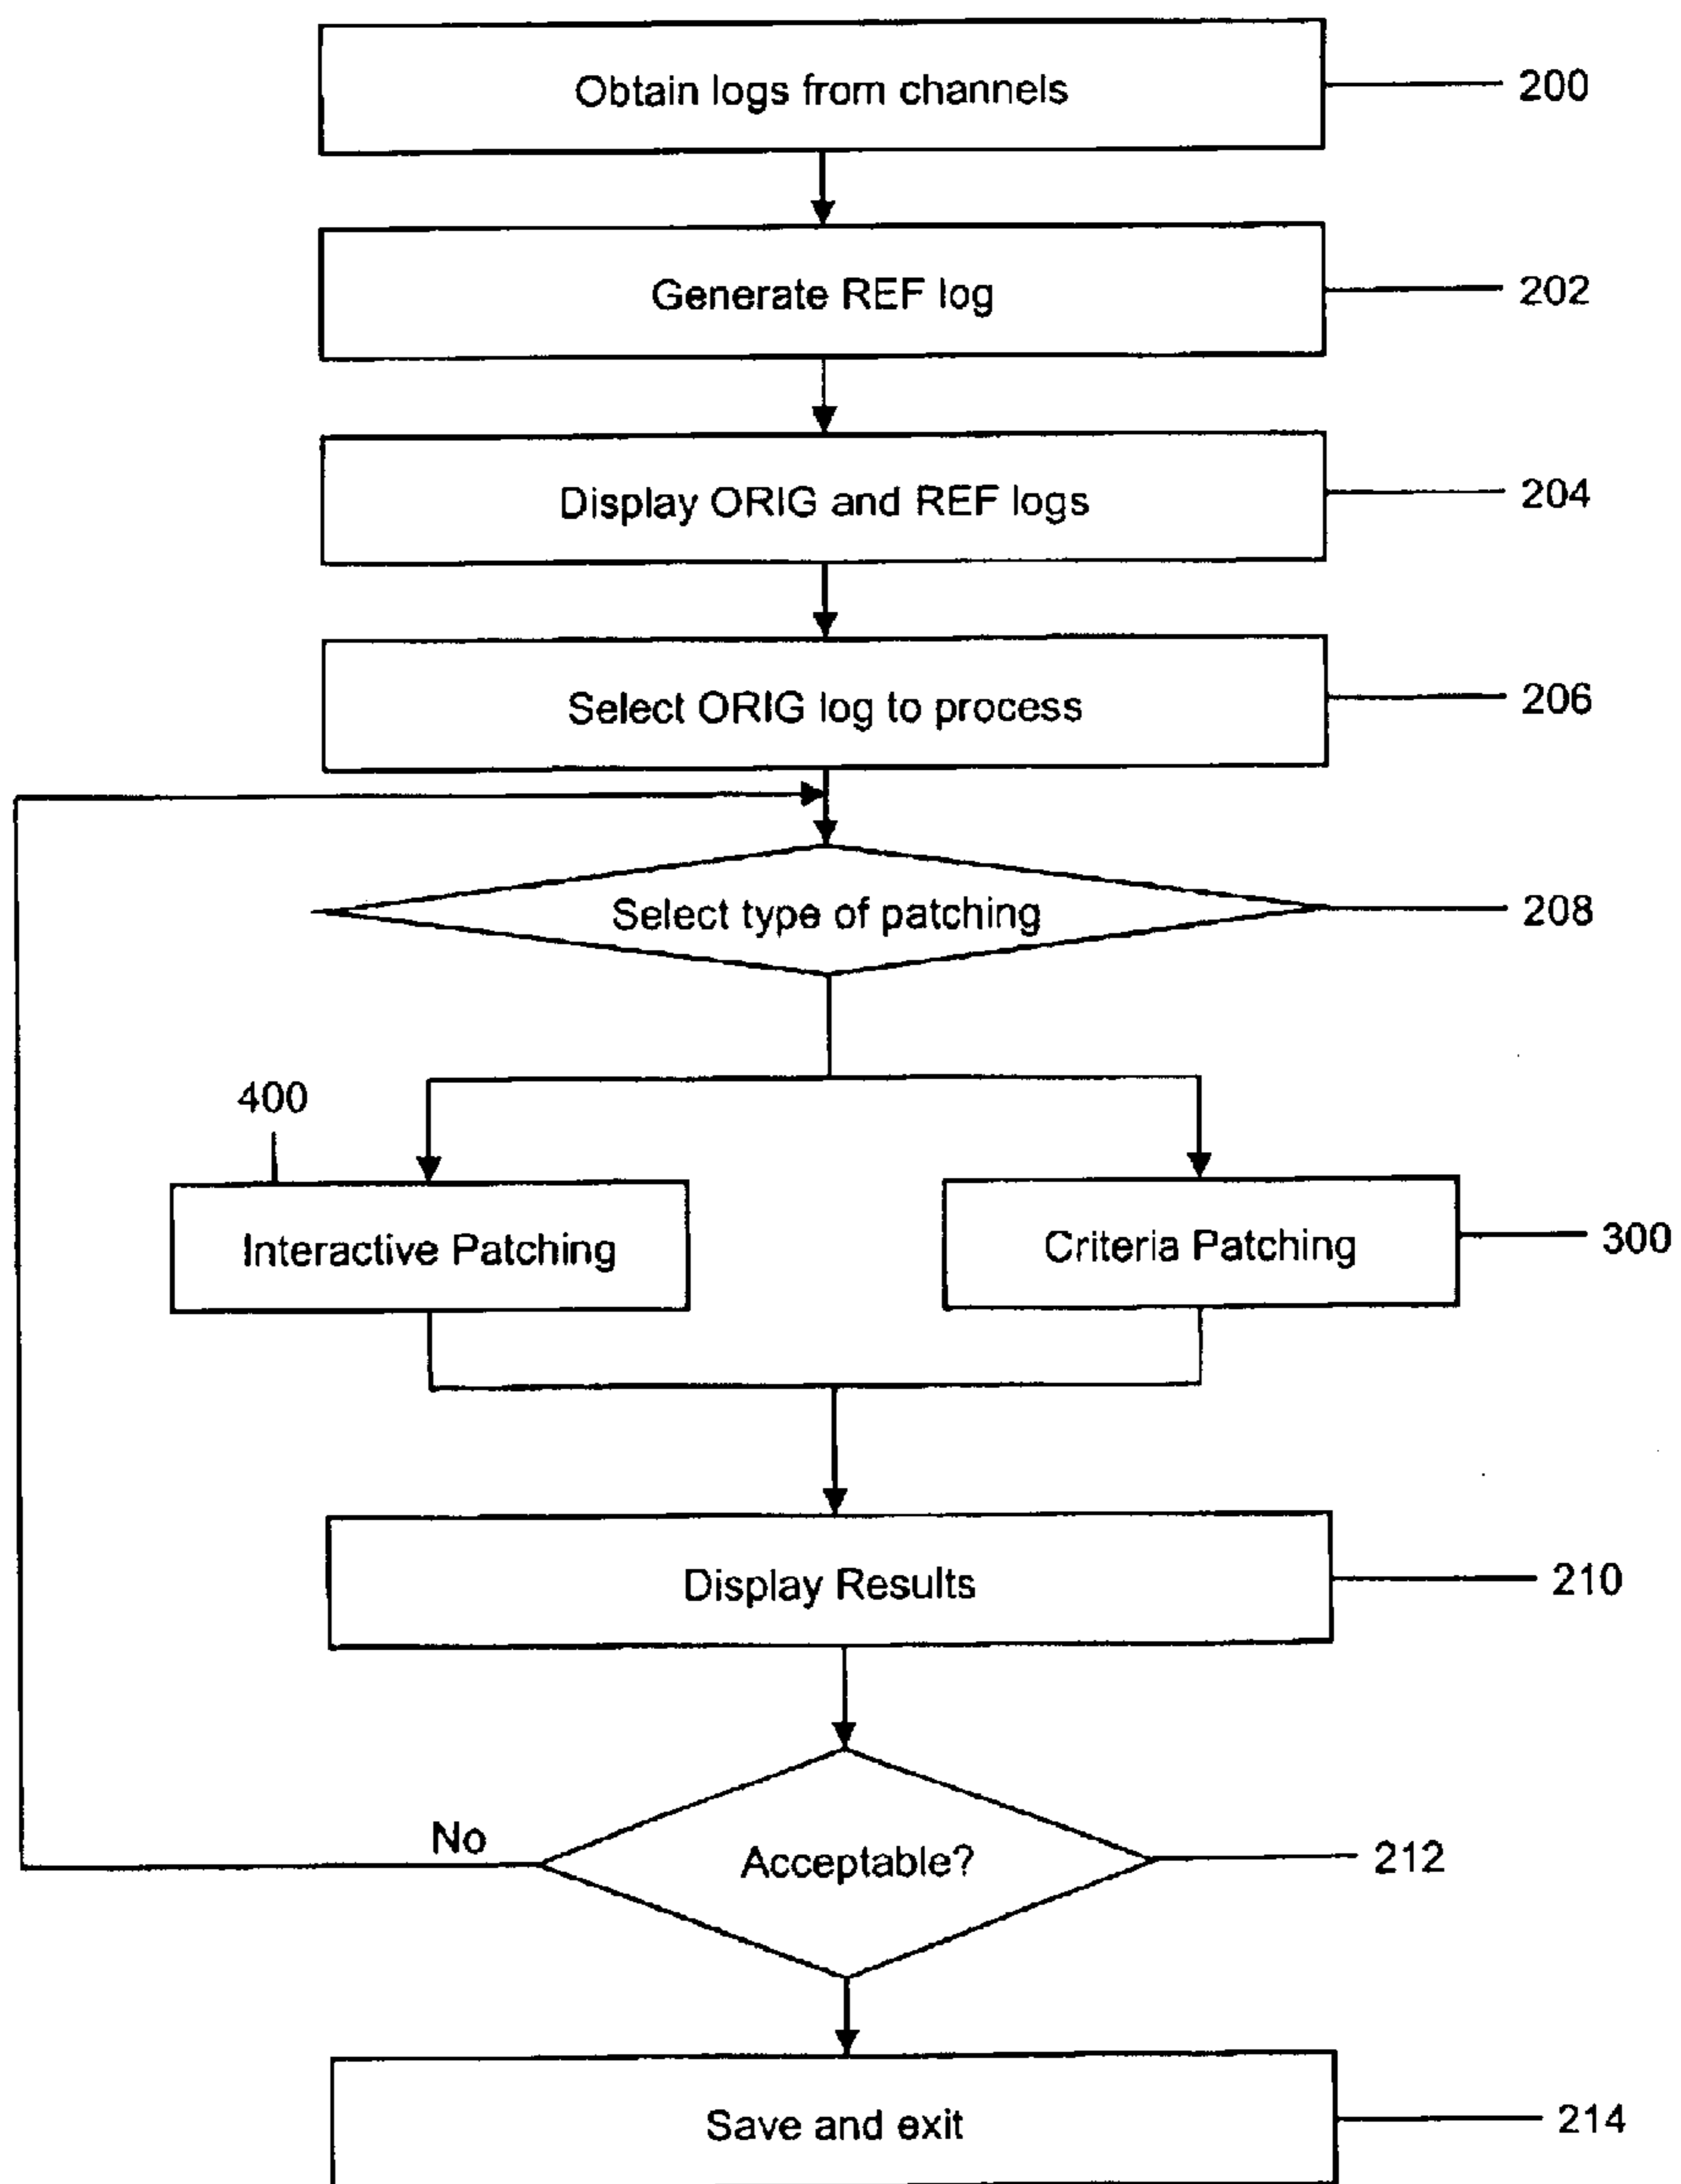 Obtain logs from channels
200
Generate REF log
202
Display ORIG and REF logs
204
Select ORIG log to process
206
Select type of patching
208
400
Interactive Patching
Criteria Patching
300
Display Results
210
No
Acceptable?
212
Save and exit
214